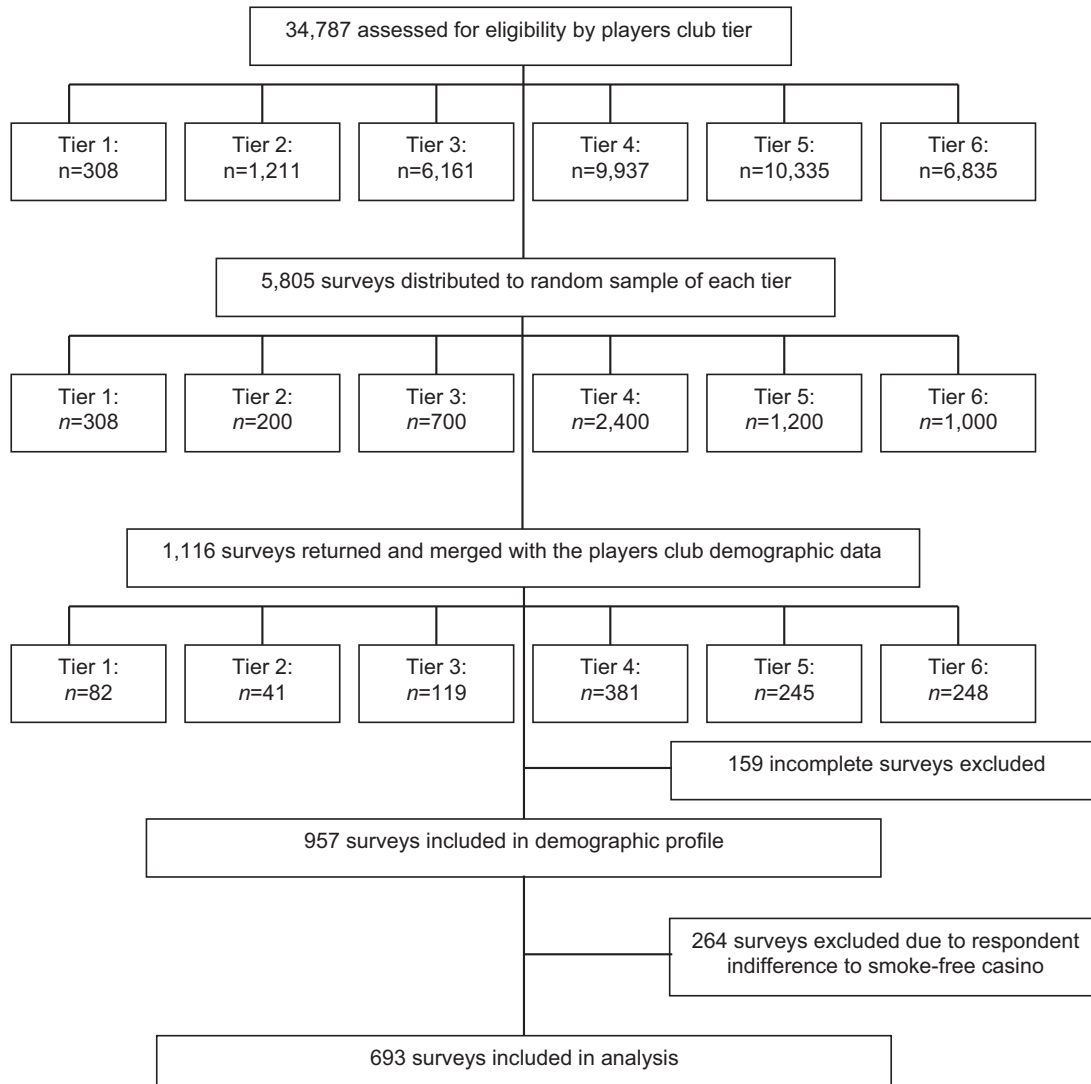 34,787 assessed for eligibility by players club tier
Tier 1:
n=308
Tier 2:
n=1,211
Tier 3:
n=6,161
Tier 4:
n=9,937
Tier 5:
n=10,335
Tier 6:
n=6,835
5,805 surveys distributed to random sample of each tier
Tier 1:
n=308
Tier 2:
n=200
Tier 3:
n=700
Tier 4:
n=2,400
Tier 5:
n=1,200
Tier 6:
n=1,000
1,116 surveys returned and merged with the players club demographic data
Tier 1:
n=82
Tier 2:
n=41
Tier 3:
n=119
Tier 4:
n=381
Tier 5:
n=245
Tier 6:
n=248
159 incomplete surveys excluded
957 surveys included in demographic profile
264 surveys excluded due to respondent
indifference to smoke-free casino
693 surveys included in analysis